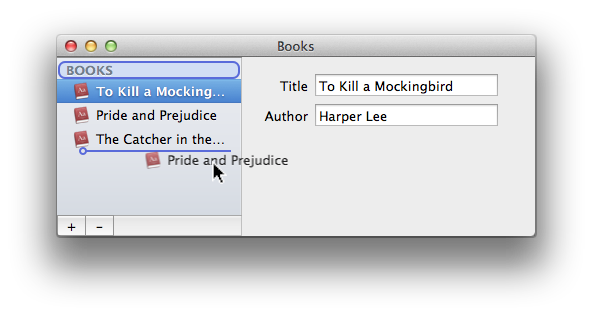 Books
BOOKS
To Kill a Mocking...
Pride and Prejudice
The Catcher in the...
Pride and Prejudice
+ -
Title To Kill a Mockingbird
Author Harper Lee